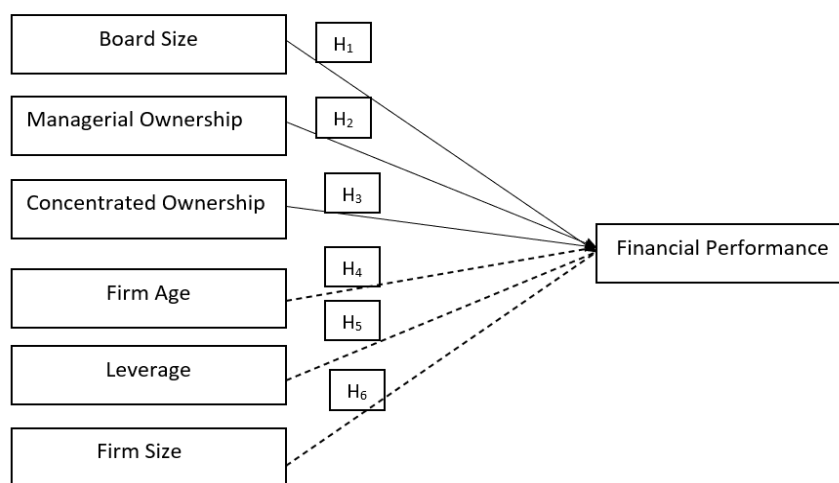 Board Size
H₁
Managerial Ownership
H₂
Concentrated Ownership
H₃
Financial Performance
Firm Age
H₄
H₅
Leverage
H₆
Firm Size